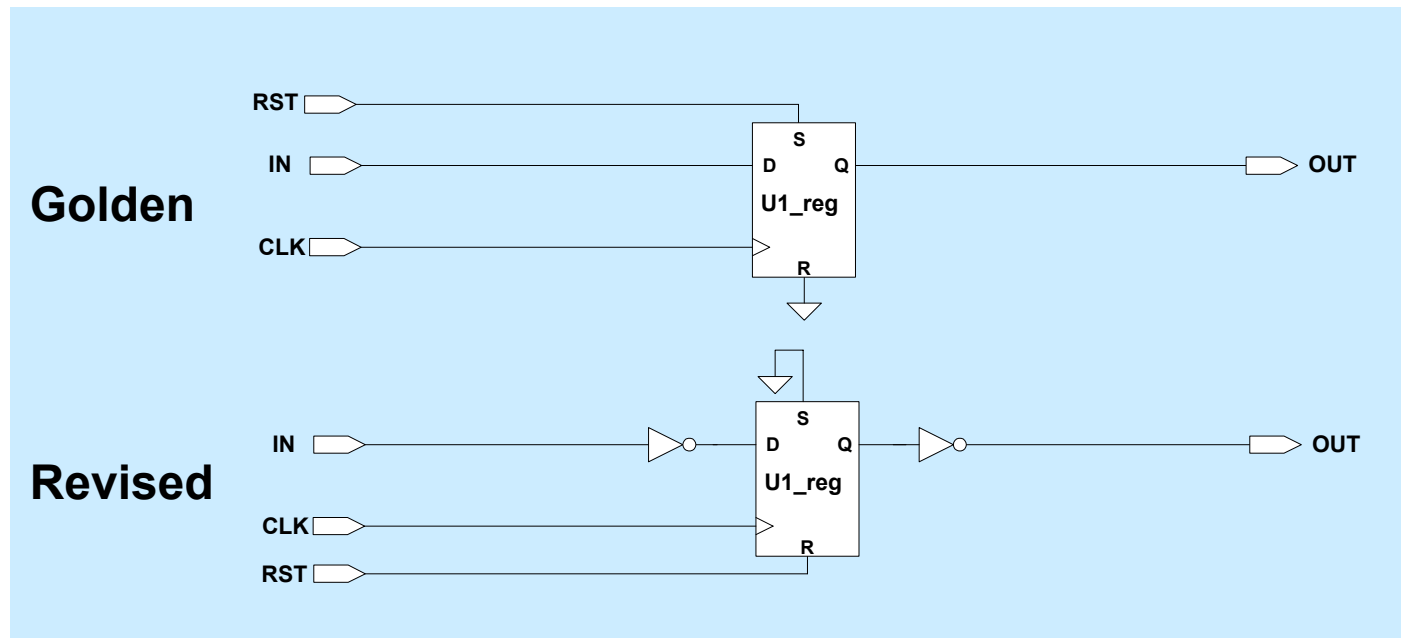 RST
S
IN
D Q
OUT
Golden
U1_reg
CLK
R
S
IN
D Q
OUT
Revised
U1_reg
CLK
R
RST